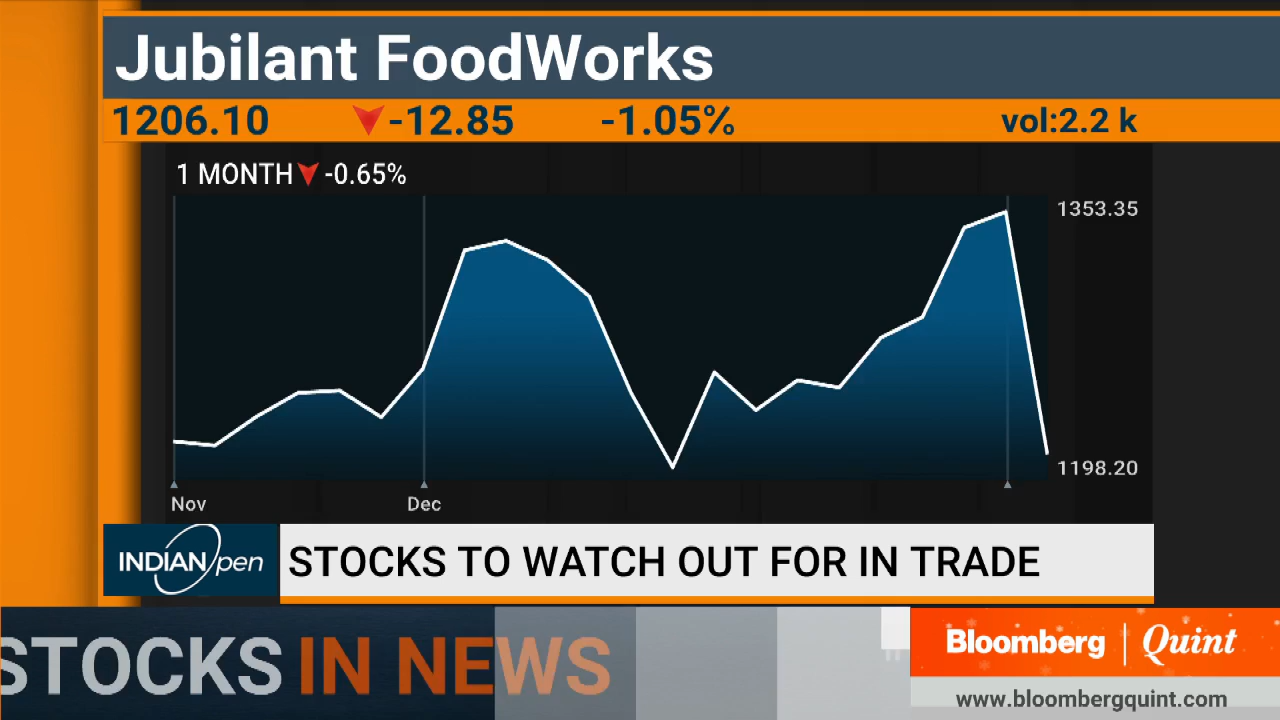 Jubilant FoodWorks
1206.10 -12.85 -1.05% vol:2.2 k
1 MONTH -0.65%
1353.35
1198.20
Nov Dec
INDIAN pen STOCKS TO WATCH OUT FOR IN TRADE
STOCKS IN NEWS
Bloomberg | Quint
www.bloombergquint.com